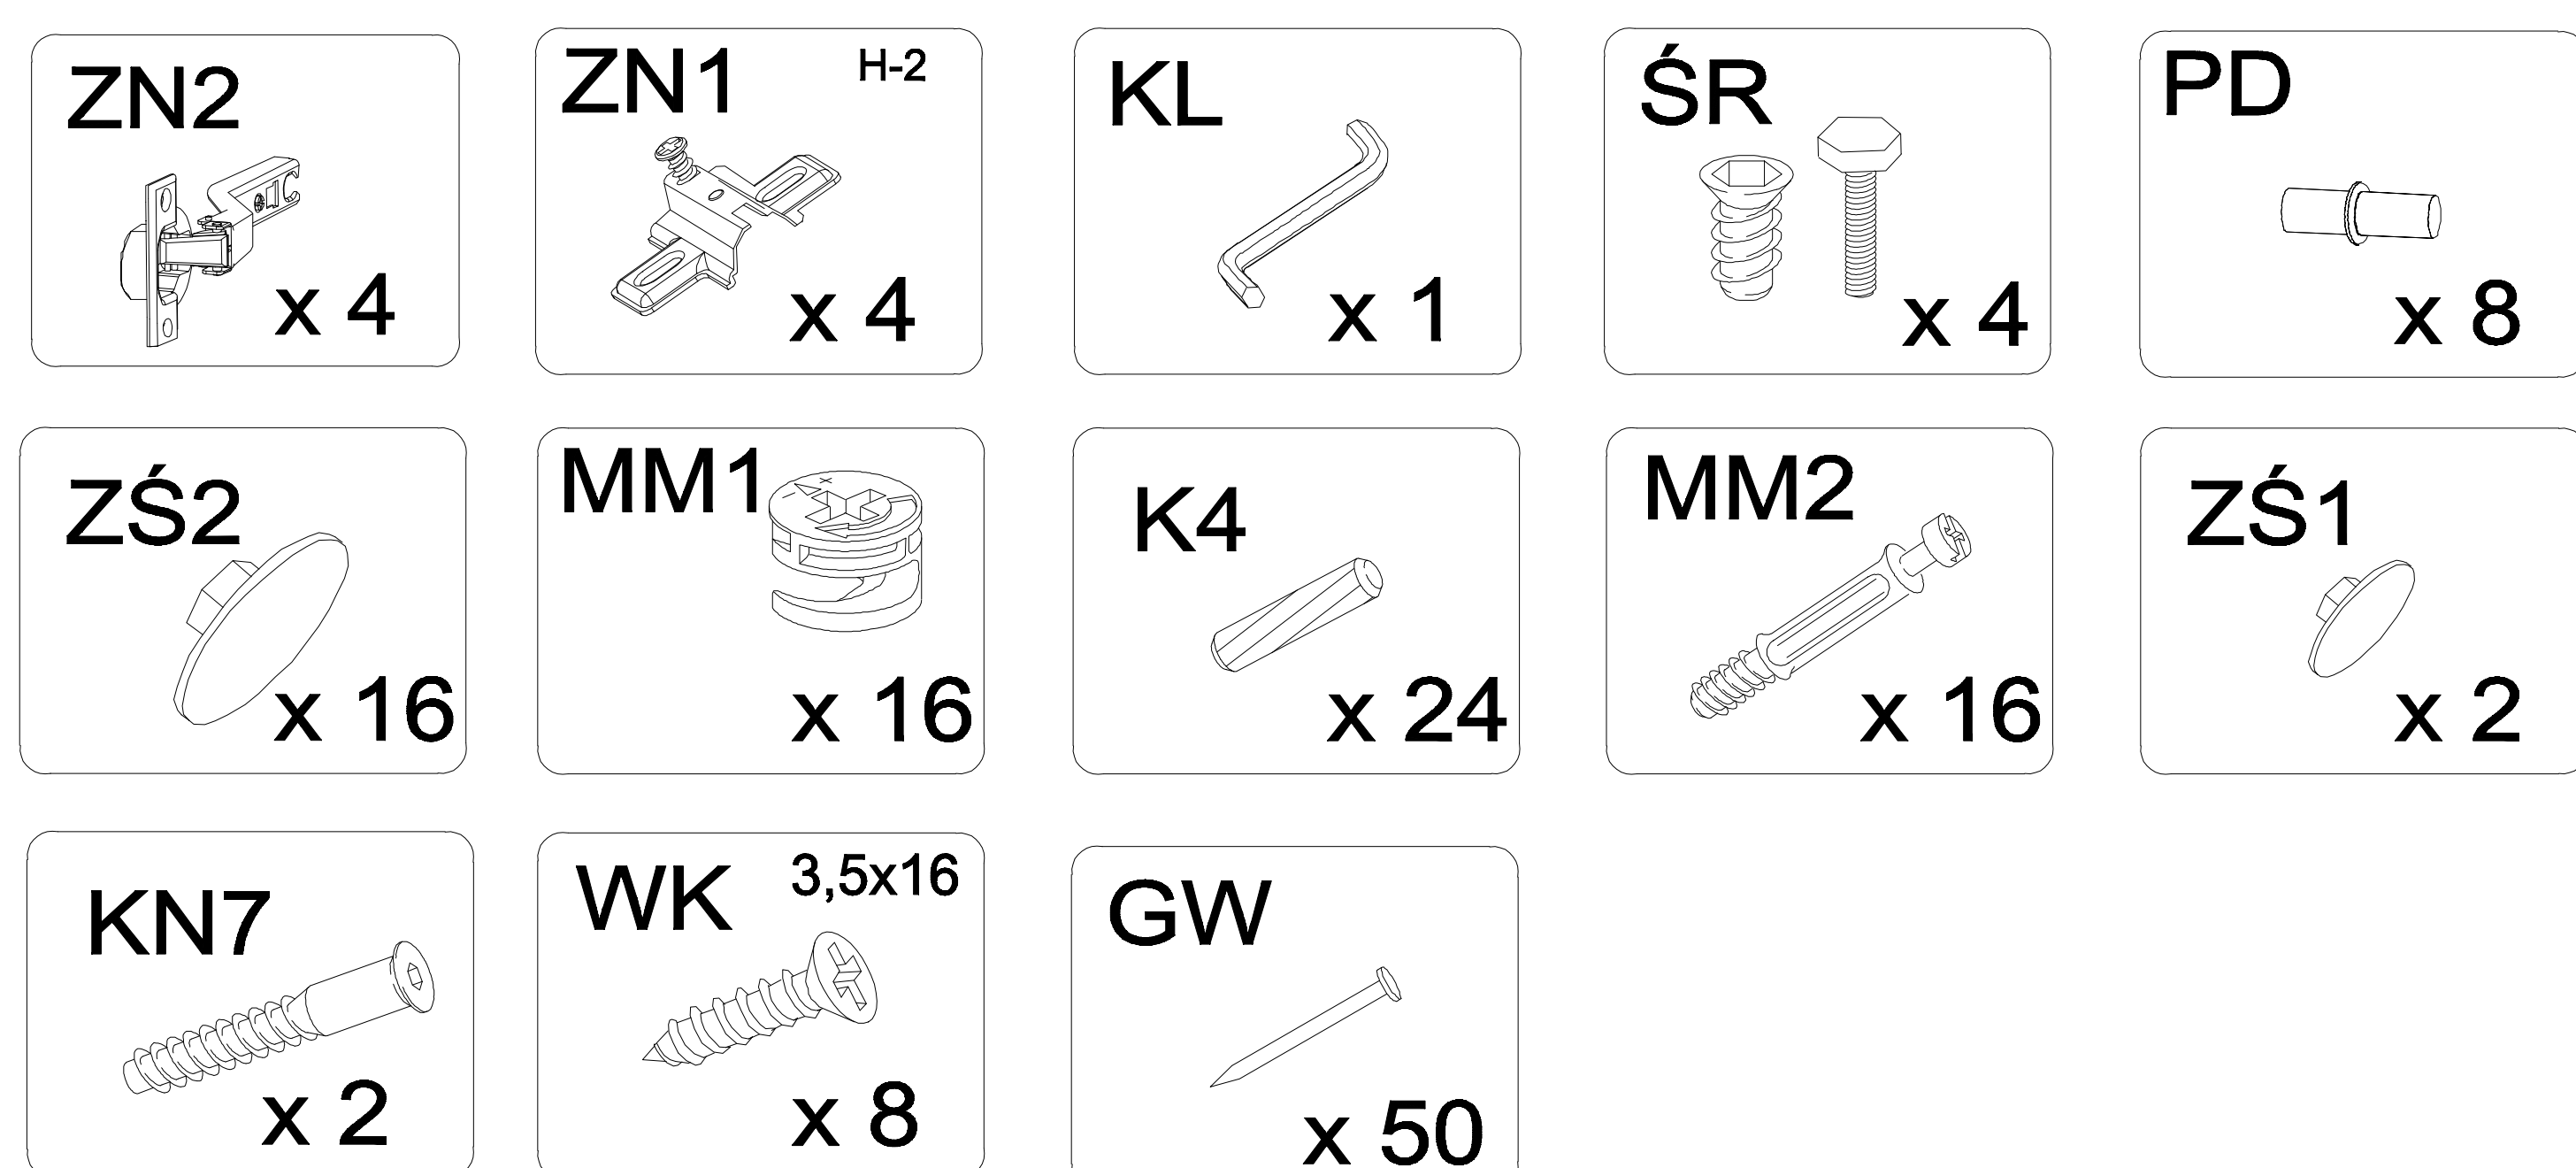 ZN2
x 4
ZN1 H-2
x 4
KL
x 1
ŚR
x 4
PD
x 8
ZŚ2
x 16
MM1
x 16
K4
x 24
MM2
x 16
ZŚ1
x 2
KN7
x 2
WK 3,5x16
x 8
GW
x 50